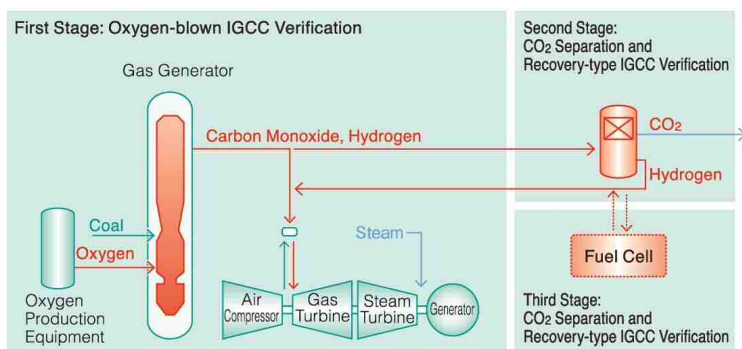 First Stage: Oxygen-blown IGCC Verification
Gas Generator
Carbon Monoxide, Hydrogen
Coal
Oxygen
Oxygen
Production
Equipment
Steam
Air
Compressor
Gas
Turbine
Steam
Turbine
Generator
Second Stage:
CO2 Separation and
Recovery-type IGCC Verification
CO2
Hydrogen
Fuel Cell
Third Stage:
CO2 Separation and
Recovery-type IGCC Verification